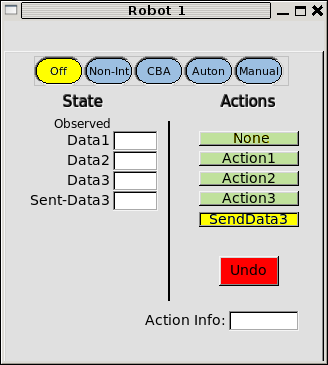 Robot 1
Off Non-Int CBA Auton Manual
State Actions
Observed
Data1
Data2
Data3
Sent-Data3
None
Action1
Action2
Action3
SendData3
Undo
Action Info: